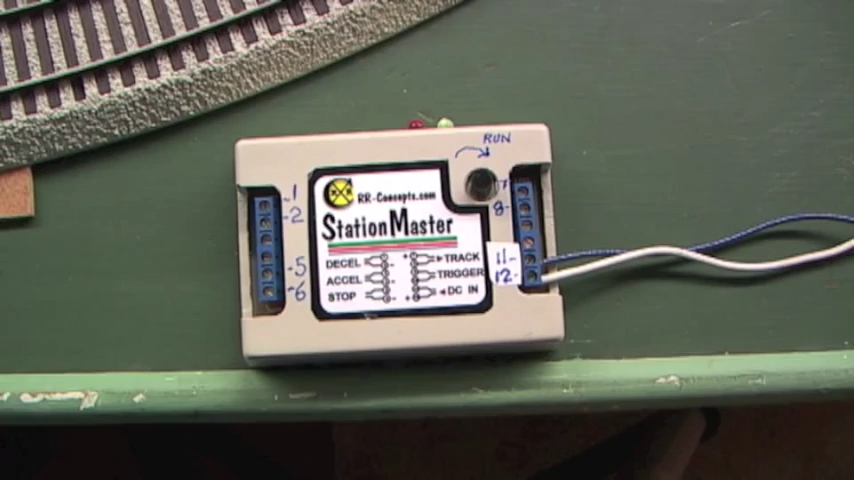 RUN
1
2
5
6
RR-Concepts.com
StationMaster
DECEL
ACCEL
STOP
TRACK
TRIGGER
DC IN
7
8
11
12